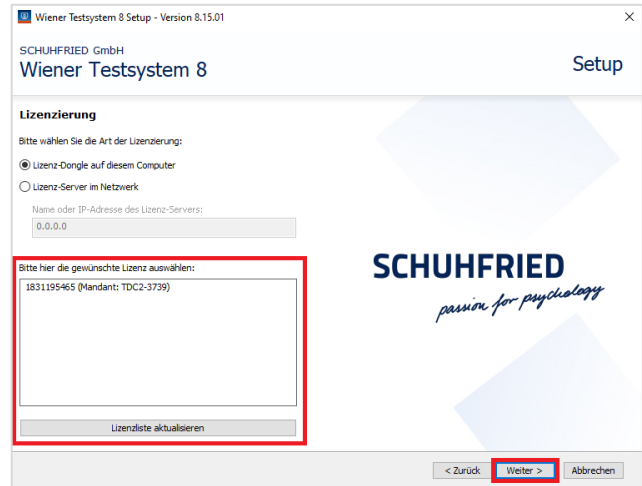 Wiener Testsystem 8 Setup - Version 8.15.01
SCHUHFRIED GmbH
Wiener Testsystem 8
Setup
Lizenzierung
Bitte wählen Sie die Art der Lizenzierung:
Lizenz-Dongle auf diesem Computer
Lizenz-Server im Netzwerk
Name oder IP-Adresse des Lizenz-Servers:
0.0.0.0
Bitte hier die gewünschte Lizenz auswählen:
1831195465 (Mandant: TDC2-3739)
Lizenzliste aktualisieren
SCHUHFRIED
passion for psychology
< Zurück
Weiter >
Abbrechen